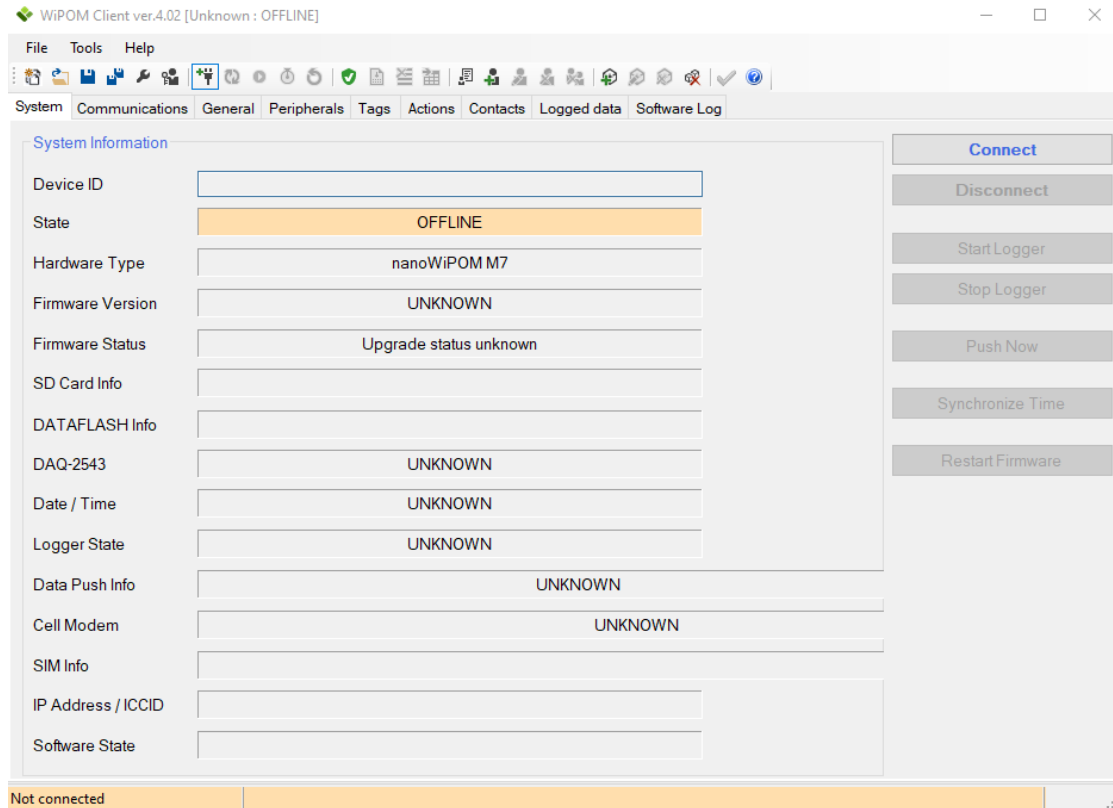 WiPOM Client ver.4.02 [Unknown : OFFLINE]
File Tools Help
System Communications General Peripherals Tags Actions Contacts Logged data Software Log
System Information
Connect
Device ID
Disconnect
State OFFLINE
Start Logger
Hardware Type nanoWiPOM M7
Stop Logger
Firmware Version UNKNOWN
Firmware Status Upgrade status unknown
Push Now
SD Card Info
Synchronize Time
DATAFLASH Info
DAQ-2543 UNKNOWN
Restart Firmware
Date / Time UNKNOWN
Logger State UNKNOWN
Data Push Info UNKNOWN
Cell Modem UNKNOWN
SIM Info
IP Address / ICCID
Software State
Not connected